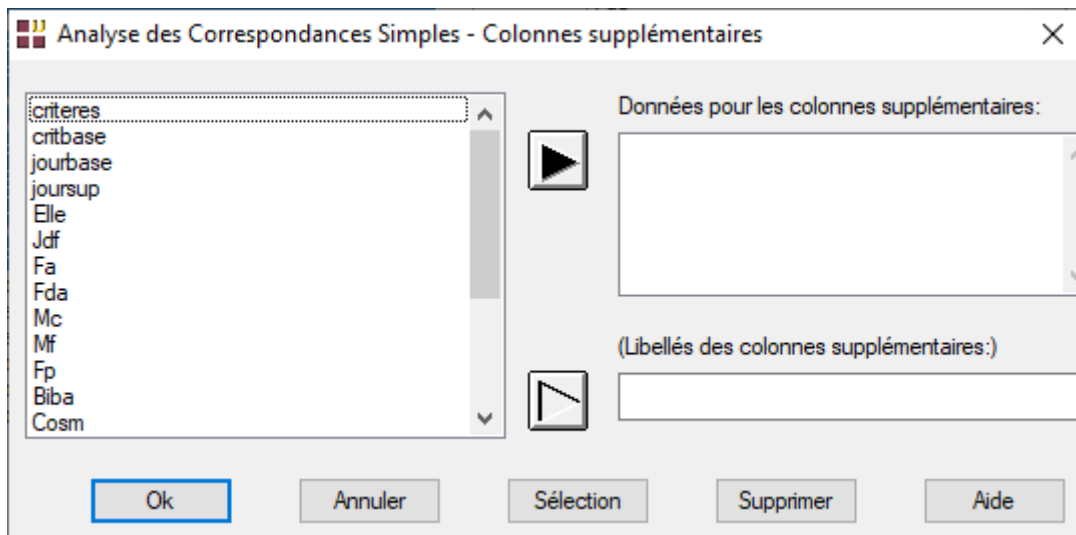 Analyse des Correspondances Simples - Colonnes supplémentaires
criteres
critbase
jourbase
joursup
Elle
Jdf
Fa
Fda
Mc
Mf
Fp
Biba
Cosm
Données pour les colonnes supplémentaires:
(Libellés des colonnes supplémentaires:)
Ok
Annuler
Sélection
Supprimer
Aide